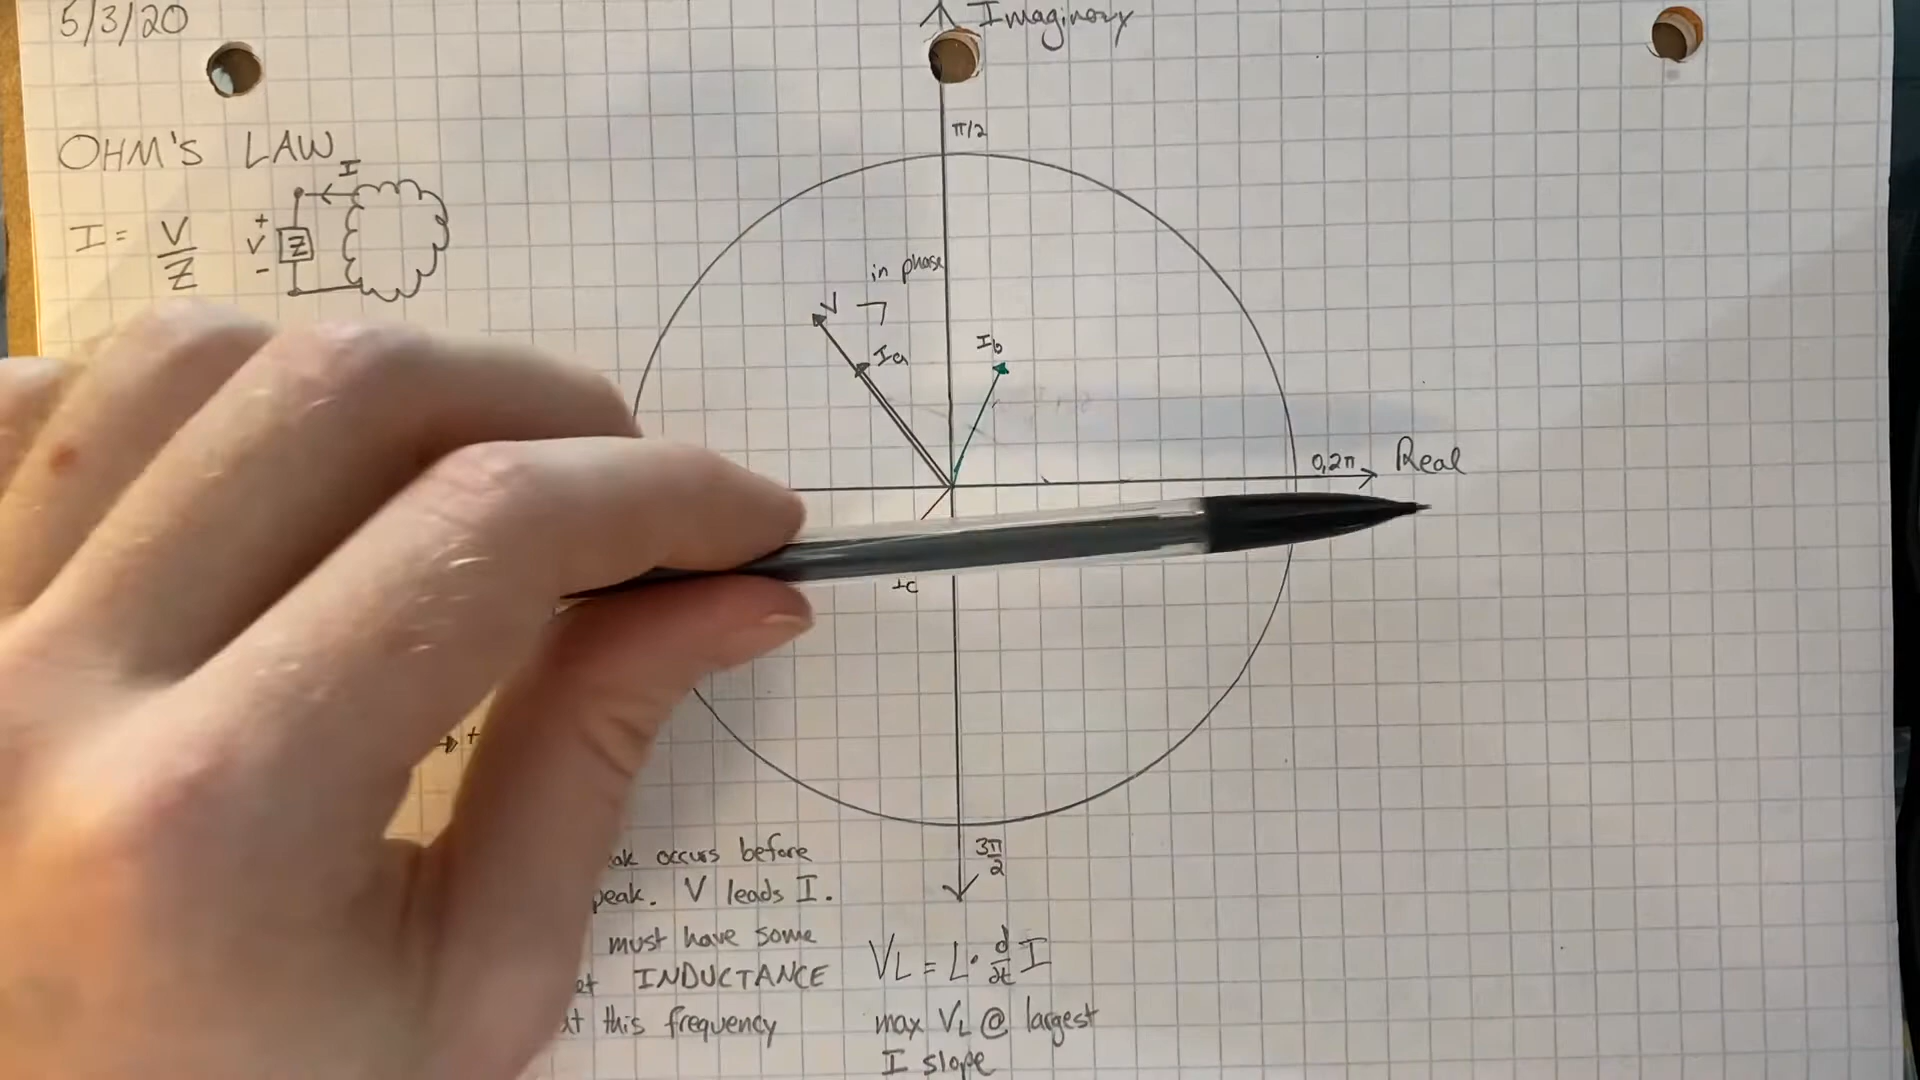 5/3/20
Imaginary
π/2
OHM'S LAW
I
I = V/Z
+
V
-
Z
in phase
V
Ia
Ib
0,2π
Real
+
3π/2
occurs before
peak. V leads I.
must have some
INDUCTANCE
this frequency
VL = L· d/dt I
max VL @ largest
I slope